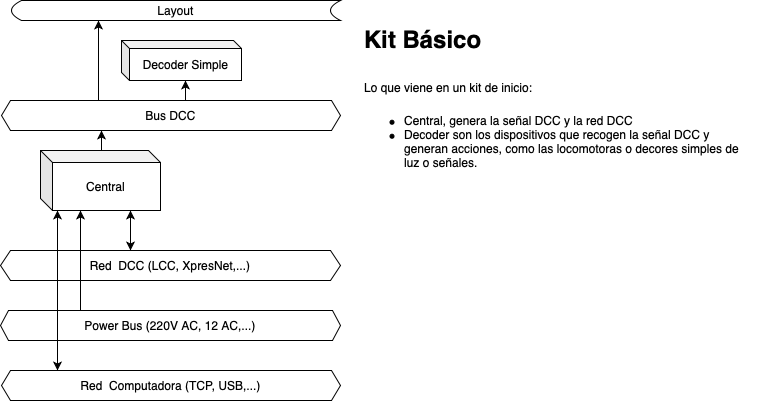 Layout
Decoder Simple
Bus DCC
Central
Red DCC (LCC, XpresNet,...)
Power Bus (220V AC, 12 AC,...)
Red Computadora (TCP, USB,...)
Kit Básico
Lo que viene en un kit de inicio:
● Central, genera la señal DCC y la red DCC
● Decoder son los dispositivos que recogen la señal DCC y
generan acciones, como las locomotoras o decores simples de
luz o señales.